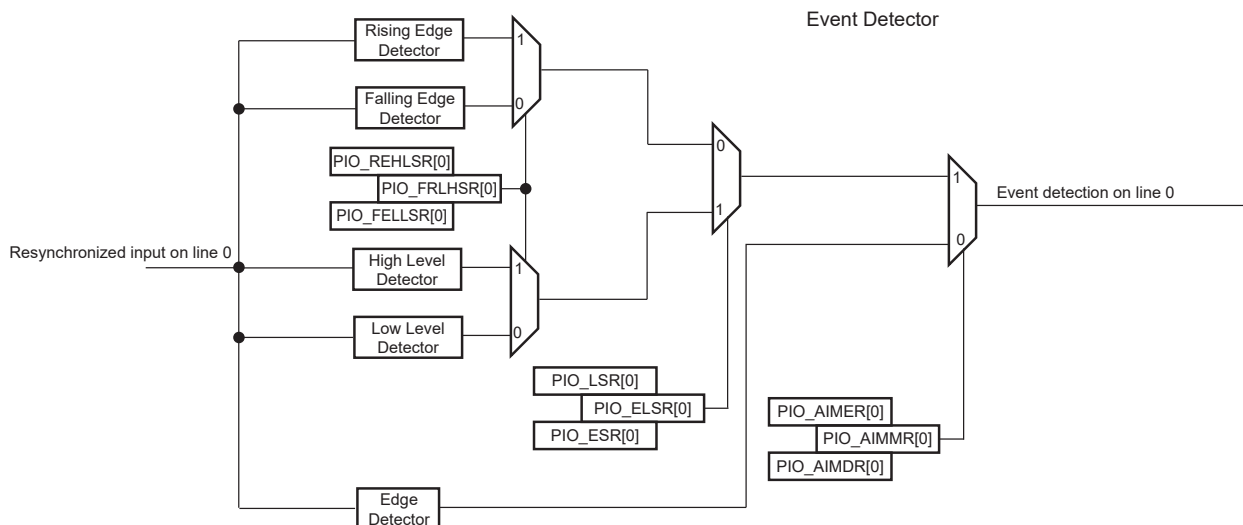 Event Detector
Rising Edge
Detector
1
Falling Edge
Detector
0
PIO_REHLSR[0]
PIO_FRLHSR[0]
PIO_FELLSR[0]
0
1
1
0
Event detection on line 0
Resynchronized input on line 0
High Level
Detector
1
Low Level
Detector
0
PIO_LSR[0]
PIO_ELSR[0]
PIO_ESR[0]
PIO_AIMER[0]
PIO_AIMMR[0]
PIO_AIMDR[0]
Edge
Detector